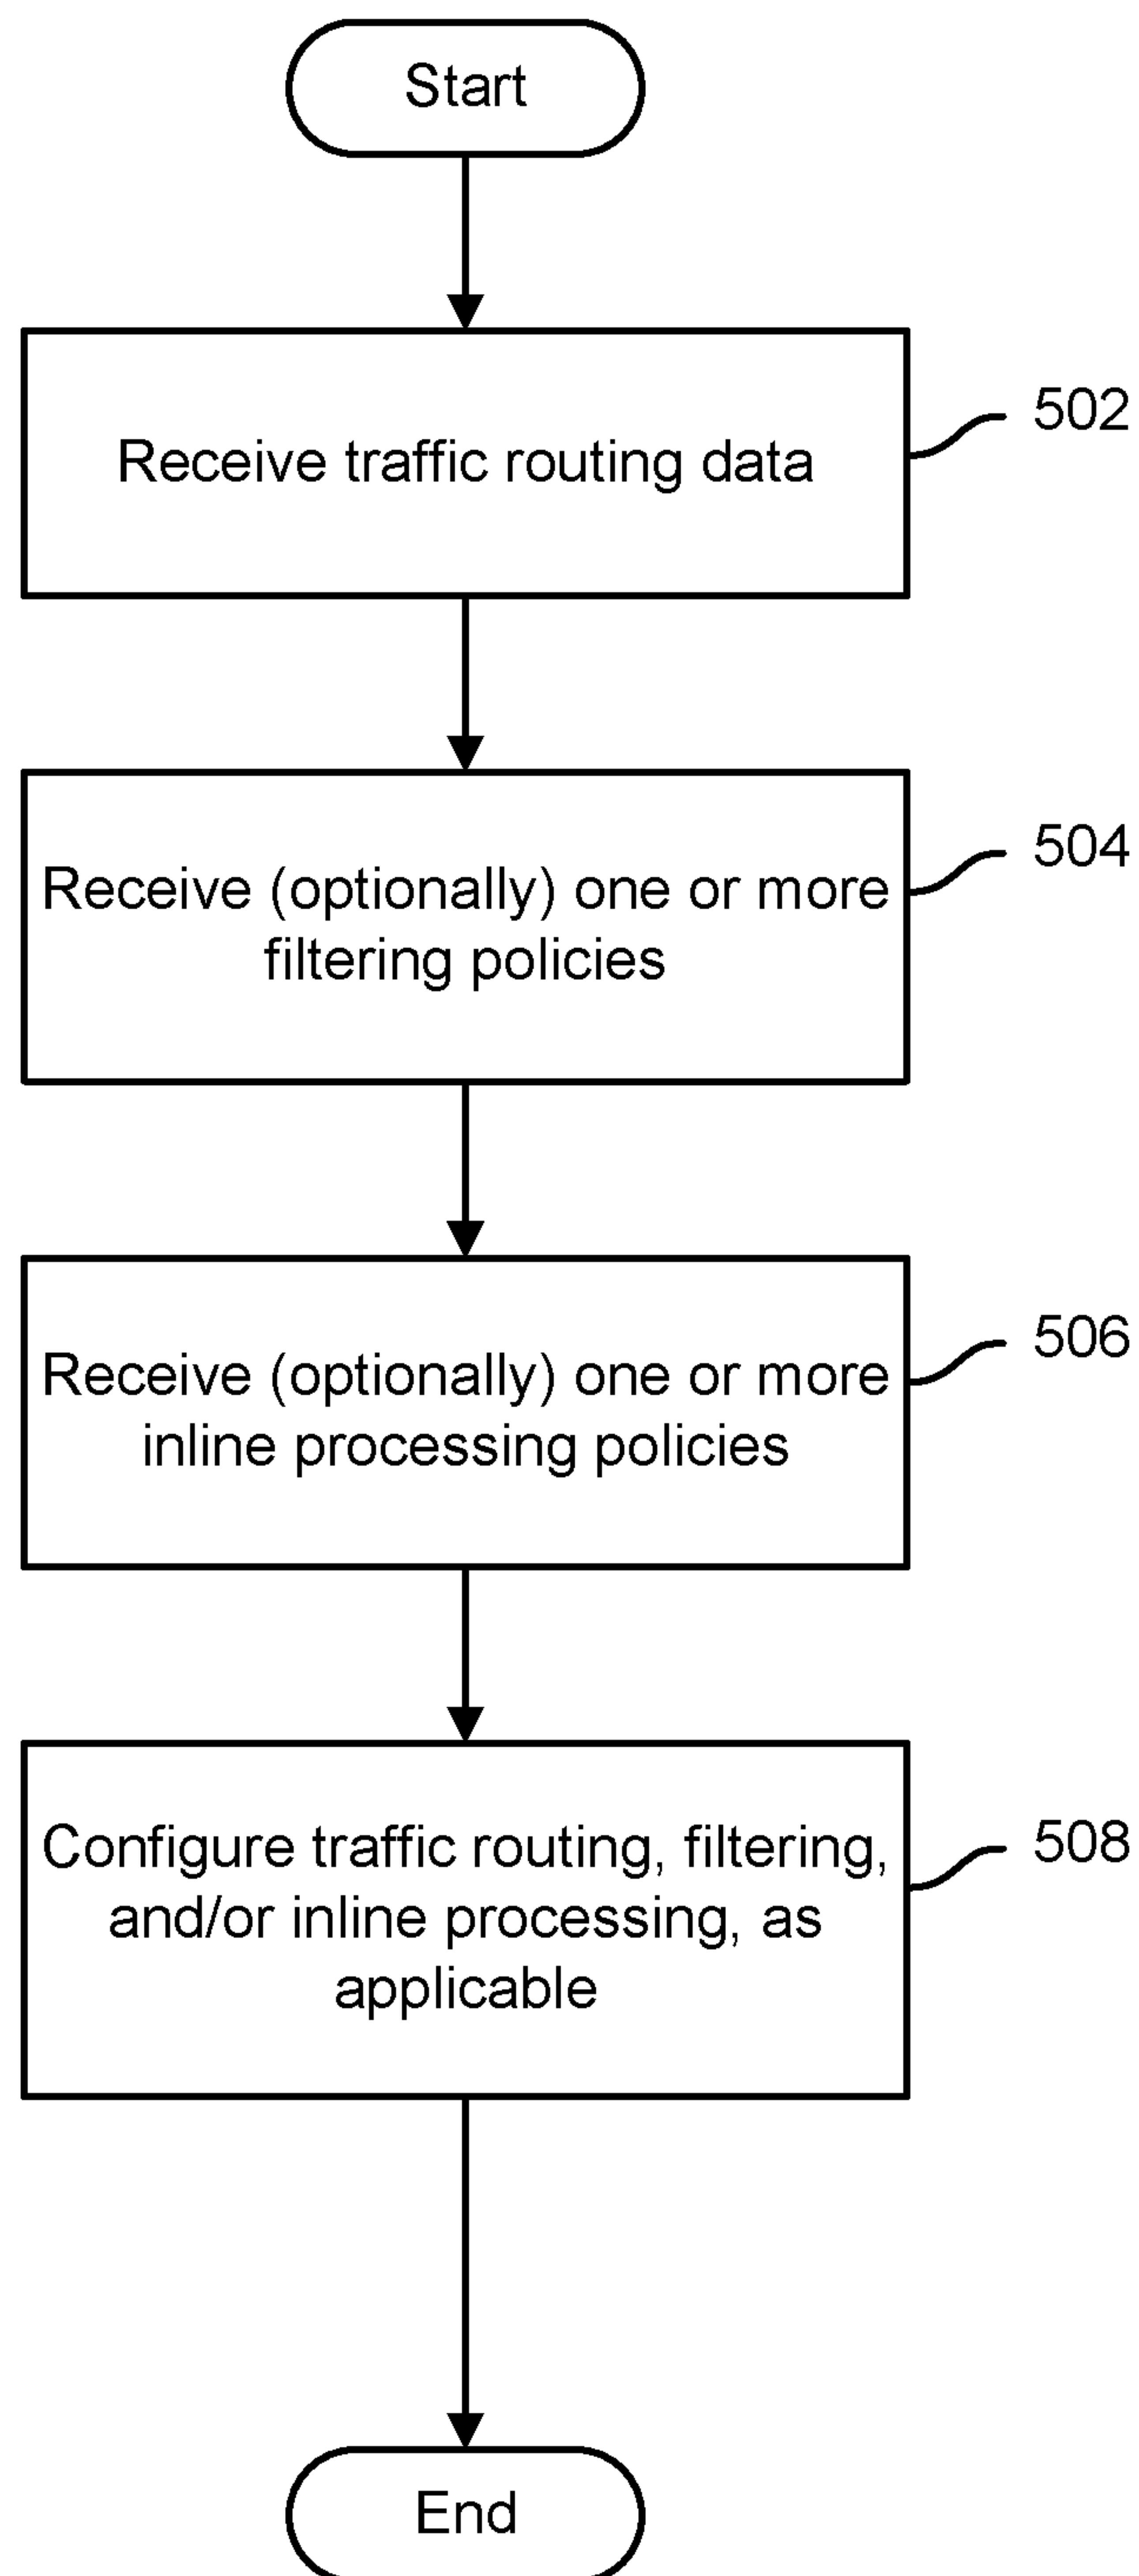 Start
Receive traffic routing data
502
Receive (optionally) one or more
filtering policies
504
Receive (optionally) one or more
inline processing policies
506
Configure traffic routing, filtering,
and/or inline processing, as
applicable
508
End